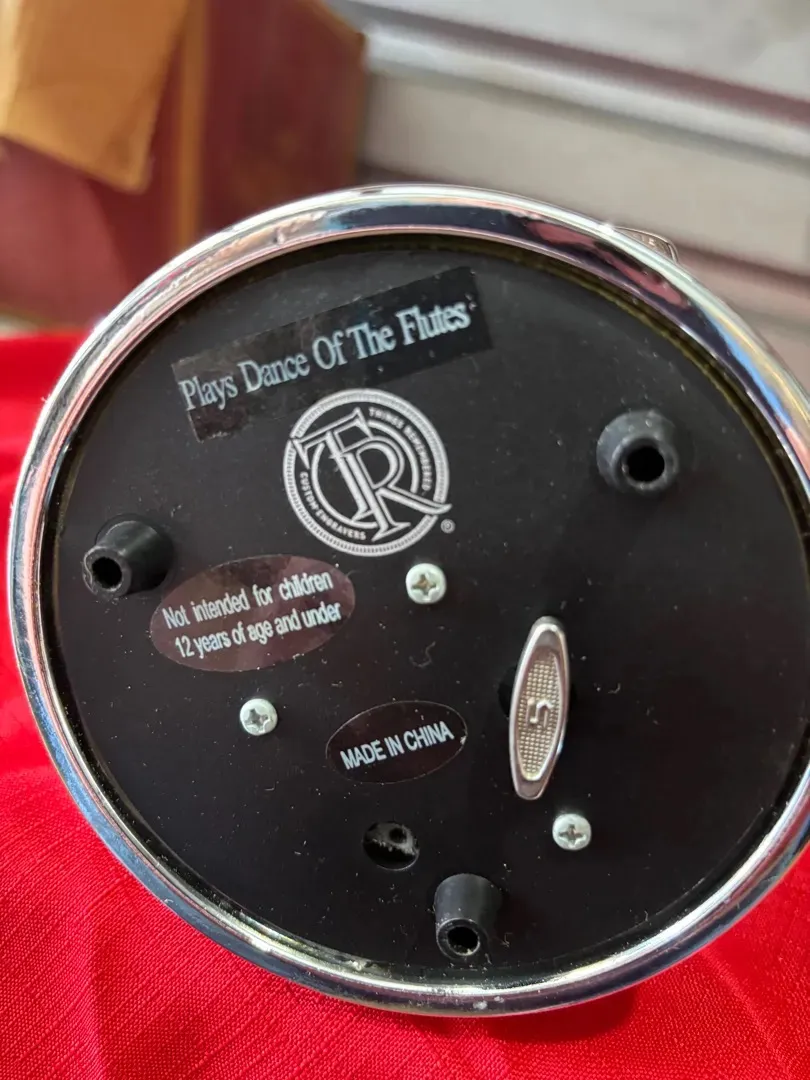 Plays Dance Of The Flutes
THINGS REMEMBERED
TR
CUSTOM ENGRAVERS
®
Not intended for children
12 years of age and under
MADE IN CHINA